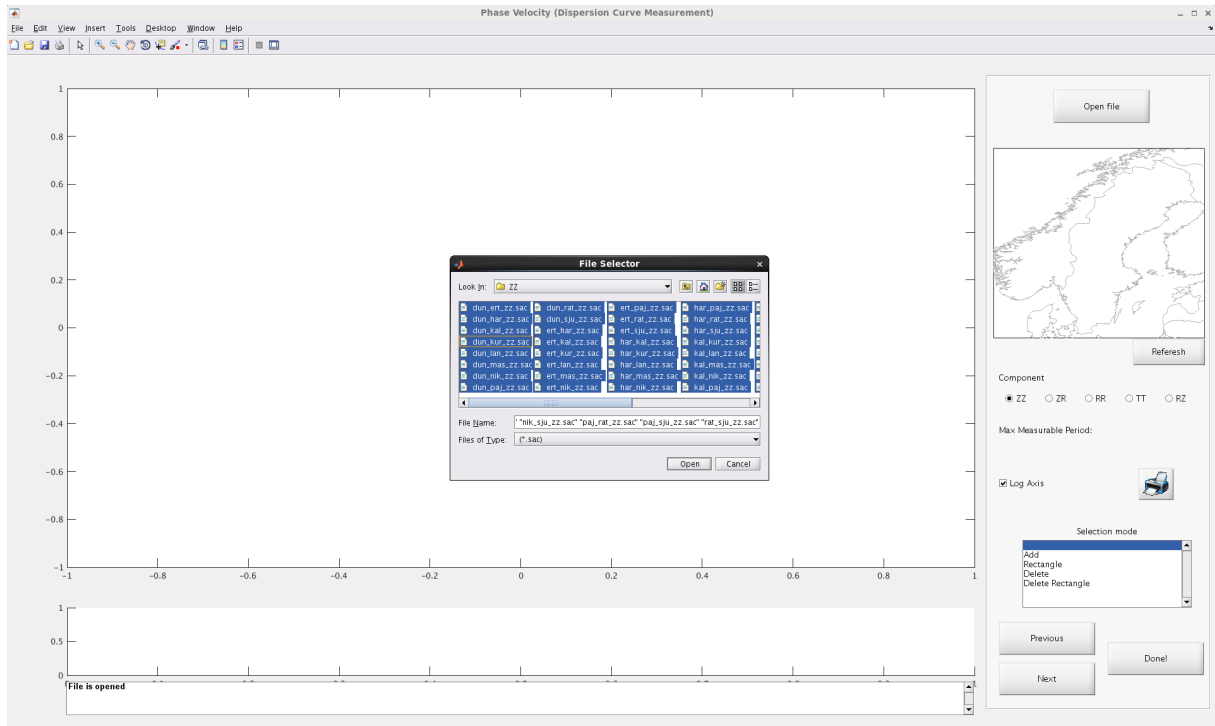 Phase Velocity (Dispersion Curve Measurement)
File Edit View Insert Tools Desktop Window Help
1
0.8
0.6
0.4
0.2
0
−0.2
−0.4
−0.6
−0.8
−1
−1 −0.8 −0.6 −0.4 −0.2 0 0.2 0.4 0.6 0.8 1
1
0.5
0
File is opened
File Selector
Look In: ZZ
dun_ert_zz.sac dun_rat_zz.sac ert_paj_zz.sac har_paj_zz.sac
dun_har_zz.sac dun_sju_zz.sac ert_rat_zz.sac har_rat_zz.sac
dun_kal_zz.sac ert_har_zz.sac ert_sju_zz.sac har_sju_zz.sac
dun_kur_zz.sac ert_kal_zz.sac har_kal_zz.sac kal_kur_zz.sac
dun_lan_zz.sac ert_kur_zz.sac har_kur_zz.sac kal_lan_zz.sac
dun_mas_zz.sac ert_lan_zz.sac har_lan_zz.sac kal_mas_zz.sac
dun_nik_zz.sac ert_mas_zz.sac har_mas_zz.sac kal_nik_zz.sac
dun_paj_zz.sac ert_nik_zz.sac har_nik_zz.sac kal_paj_zz.sac
File Name: ' "nik_sju_zz.sac" "paj_rat_zz.sac" "paj_sju_zz.sac" "rat_sju_zz.sac"
Files of Type: (*.sac)
Open Cancel
Open file
Referesh
Component
ZZ ZR RR TT RZ
Max Measurable Period:
Log Axis
Selection mode
Add
Rectangle
Delete
Delete Rectangle
Previous
Done!
Next